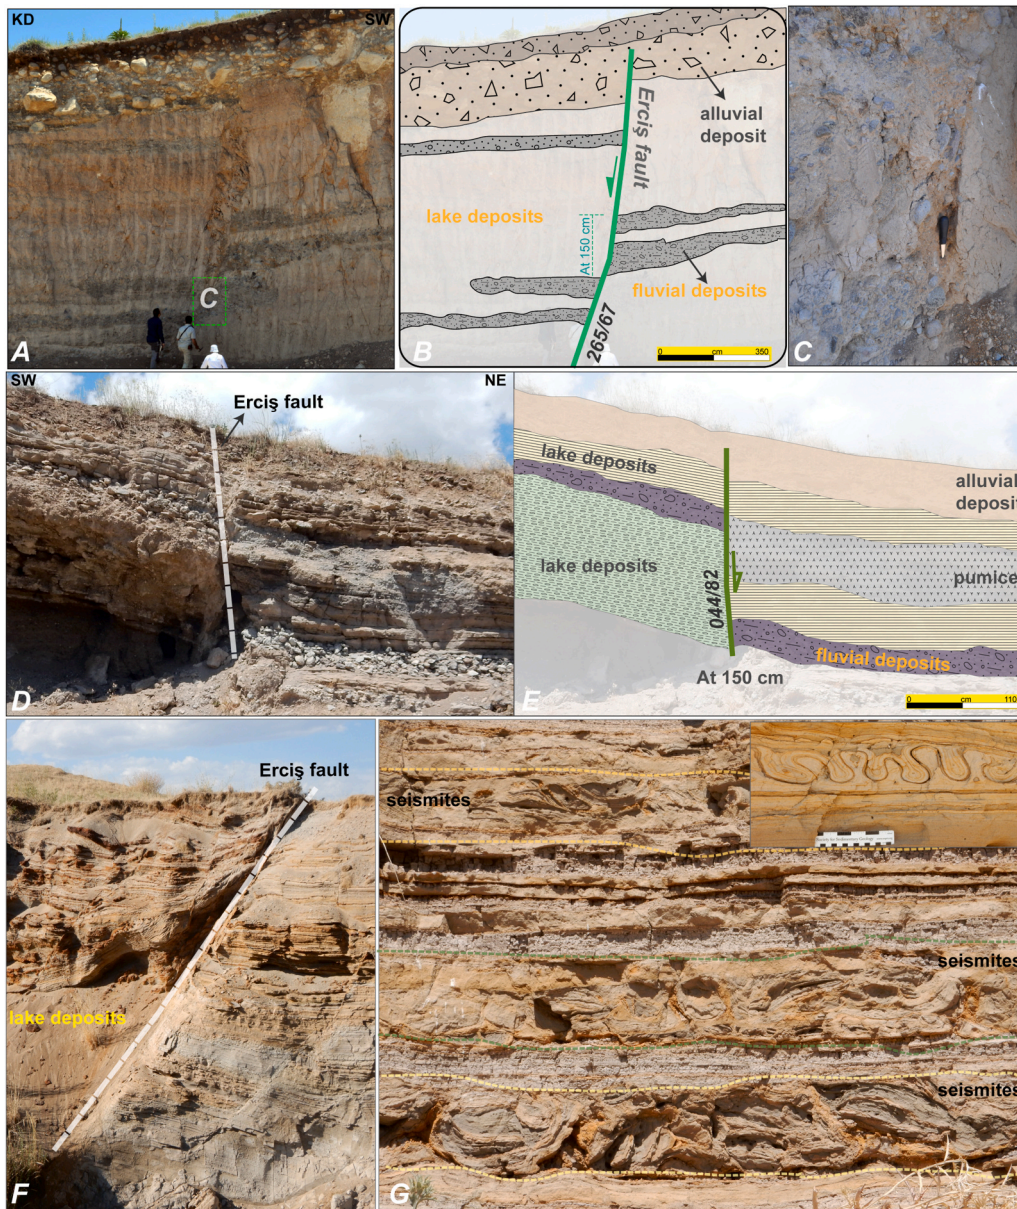 KD
SW
C
A
Erciş fault
alluvial
deposit
lake deposits
At 150 cm
fluvial deposits
265/67
0
cm
350
B
C
SW
NE
Erciş fault
D
lake deposits
alluvial
deposit
lake deposits
pumice
044/82
fluvial deposits
At 150 cm
0
cm
110
E
Erciş fault
lake deposits
F
seismites
seismites
seismites
G